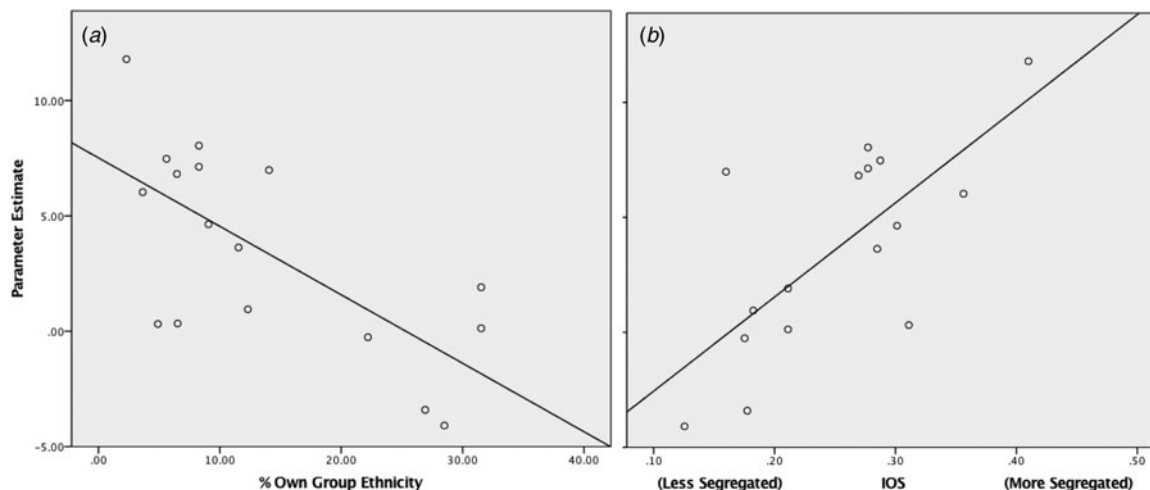 (a)
(b)
Parameter Estimate
10.00
5.00
.00
−5.00
.00 10.00 20.00 30.00 40.00
% Own Group Ethnicity
.10 .20 .30 .40 .50
(Less Segregated) IOS (More Segregated)